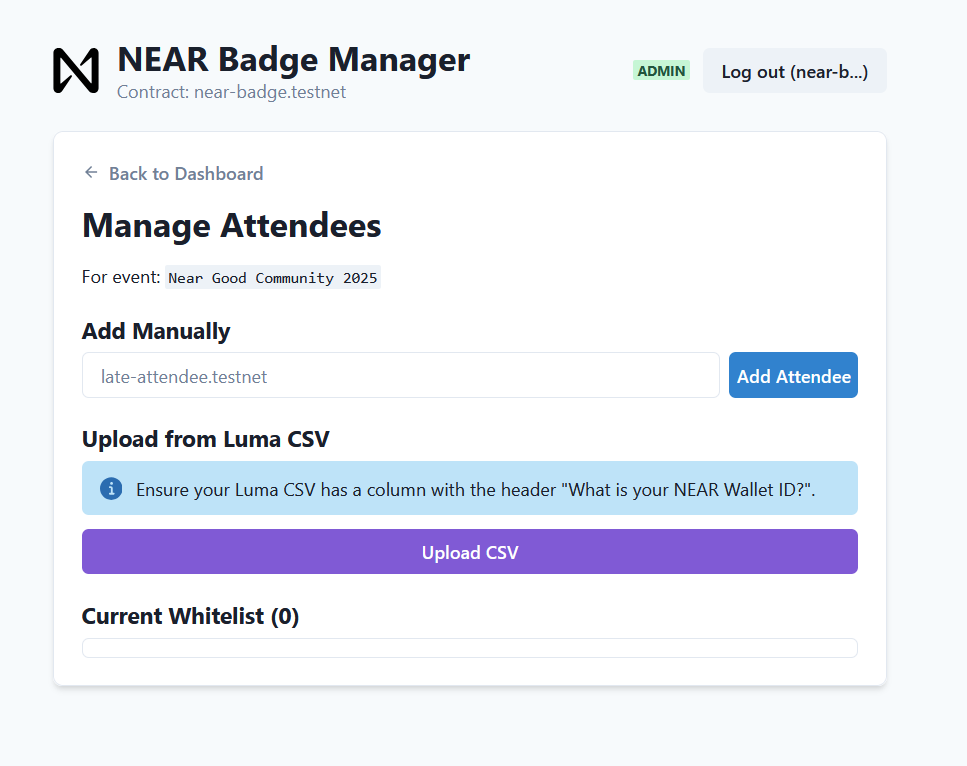 NEAR Badge Manager
Contract: near-badge.testnet
ADMIN
Log out (near-b...)
← Back to Dashboard
Manage Attendees
For event: Near Good Community 2025
Add Manually
late-attendee.testnet
Add Attendee
Upload from Luma CSV
Ensure your Luma CSV has a column with the header "What is your NEAR Wallet ID?".
Upload CSV
Current Whitelist (0)